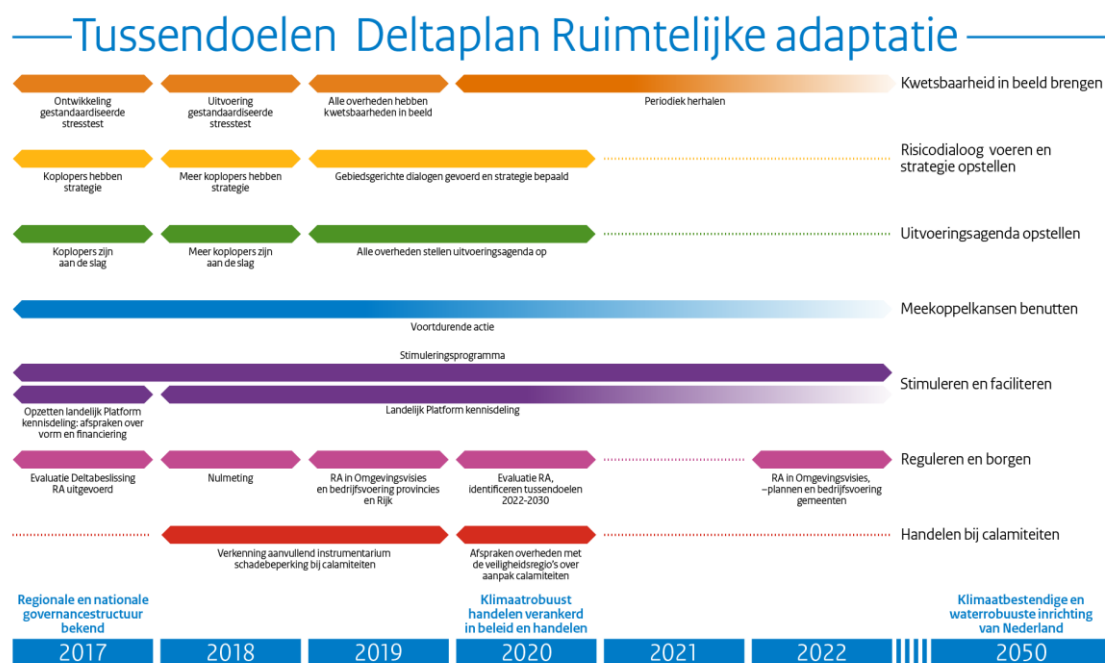 Tussendoelen Deltaplan Ruimtelijke adaptatie
Kwetsbaarheid in beeld brengen
Ontwikkeling
gestandaardiseerde
stresstest
Uitvoering
gestandaardiseerde
stresstest
Alle overheden hebben
kwetsbaarheden in beeld
Periodiek herhalen
Risicodialoog voeren en
strategie opstellen
Koplopers hebben
strategie
Meer koplopers hebben
strategie
Gebiedsgerichte dialogen gevoerd en strategie bepaald
Uitvoeringsagenda opstellen
Koplopers zijn
aan de slag
Meer koplopers zijn
aan de slag
Alle overheden stellen uitvoeringsagenda op
Meekoppelkansen benutten
Voortdurende actie
Stimuleringsprogramma
Stimuleren en faciliteren
Opzetten landelijk Platform
kennisdeling: afspraken over
vorm en financiering
Landelijk Platform kennisdeling
Reguleren en borgen
Evaluatie Deltabeslissing
RA uitgevoerd
Nulmeting
RA in Omgevingsvisies
en bedrijfsvoering provincies
en Rijk
Evaluatie RA,
identificeren tussendoelen
2022-2030
RA in Omgevingsvisies,
–plannen en bedrijfsvoering
gemeenten
Handelen bij calamiteiten
Verkenning aanvullend instrumentarium
schadebeperking bij calamiteiten
Afspraken overheden met
de veiligheidsregio's over
aanpak calamiteiten
Regionale en nationale
governancestructuur
bekend
Klimaatrobuust
handelen verankerd
in beleid en handelen
Klimaatbestendige en
waterrobuuste inrichting
van Nederland
2017
2018
2019
2020
2021
2022
2050